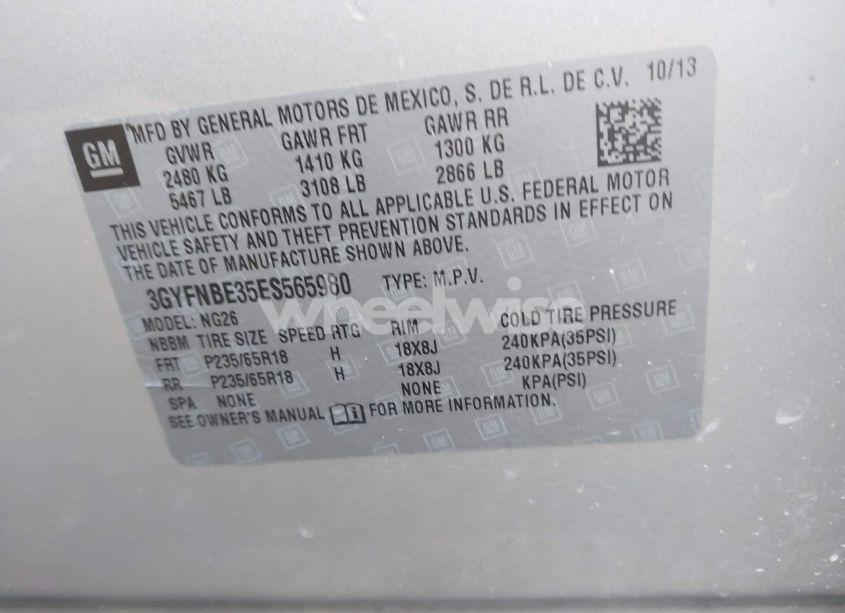 GM
MFD BY GENERAL MOTORS DE MEXICO, S. DE R.L. DE C.V. 10/13
GVWR GAWR FRT GAWR RR
2480 KG 1410 KG 1300 KG
5467 LB 3108 LB 2866 LB
THIS VEHICLE CONFORMS TO ALL APPLICABLE U.S. FEDERAL MOTOR
VEHICLE SAFETY AND THEFT PREVENTION STANDARDS IN EFFECT ON
THE DATE OF MANUFACTURE SHOWN ABOVE.
3GYFNBE35ES565980 TYPE: M.P.V.
wheelwise
MODEL: NG26
NBBM TIRE SIZE SPEED RTG RIM COLD TIRE PRESSURE
FRT P235/65R18 H 18X8J 240KPA(35PSI)
RR P235/65R18 H 18X8J 240KPA(35PSI)
SPA NONE NONE KPA(PSI)
SEE OWNER'S MANUAL FOR MORE INFORMATION.